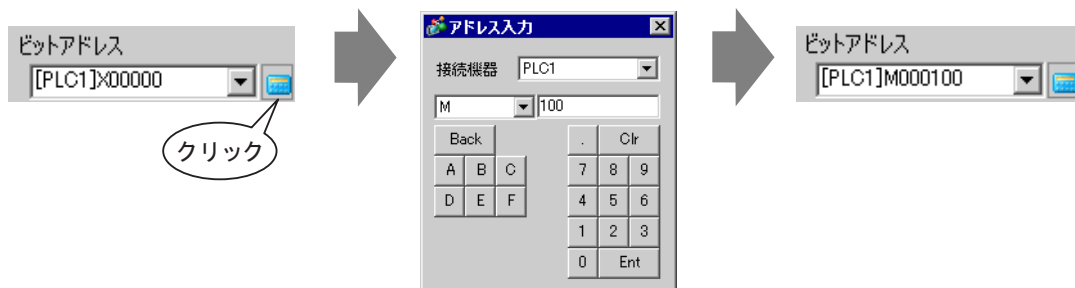 ビットアドレス
[PLC1]X00000
クリック
アドレス入力
接続機器 PLC1
M 100
Back . Clr
A B C 7 8 9
D E F 4 5 6
1 2 3
0 Ent
ビットアドレス
[PLC1]M000100